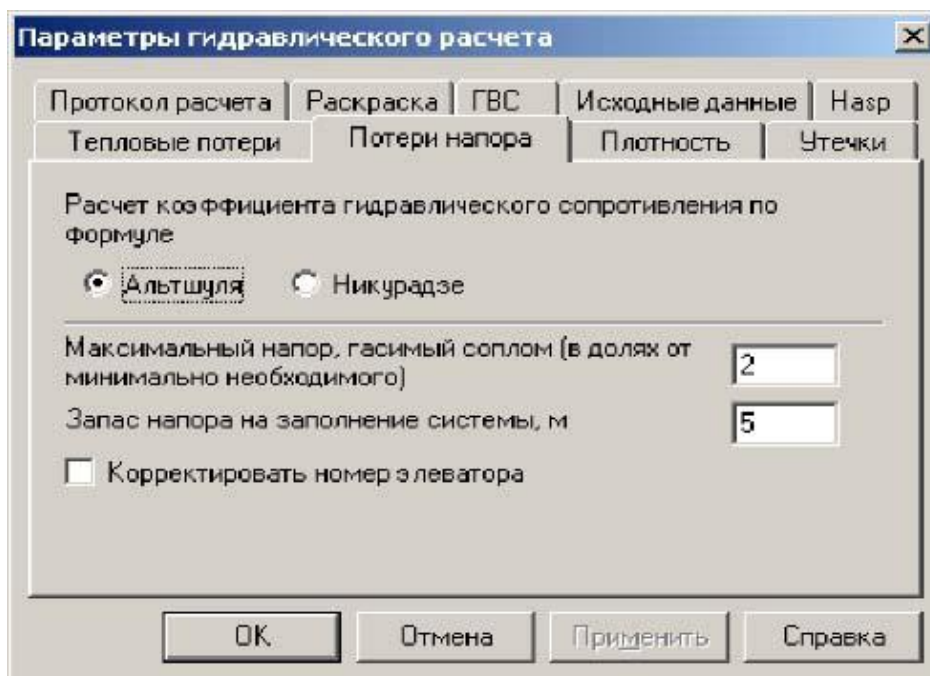 Параметры гидравлического расчета
Протокол расчета Раскраска ГВС Исходные данные Hasp
Тепловые потери Потери напора Плотность Утечки
Расчет коэффициента гидравлического сопротивления по
формуле
Альтшуля Никурадзе
Максимальный напор, гасимый соплом (в долях от
минимально необходимого)
2
Запас напора на заполнение системы, м
5
Корректировать номер элеватора
OK Отмена Применить Справка